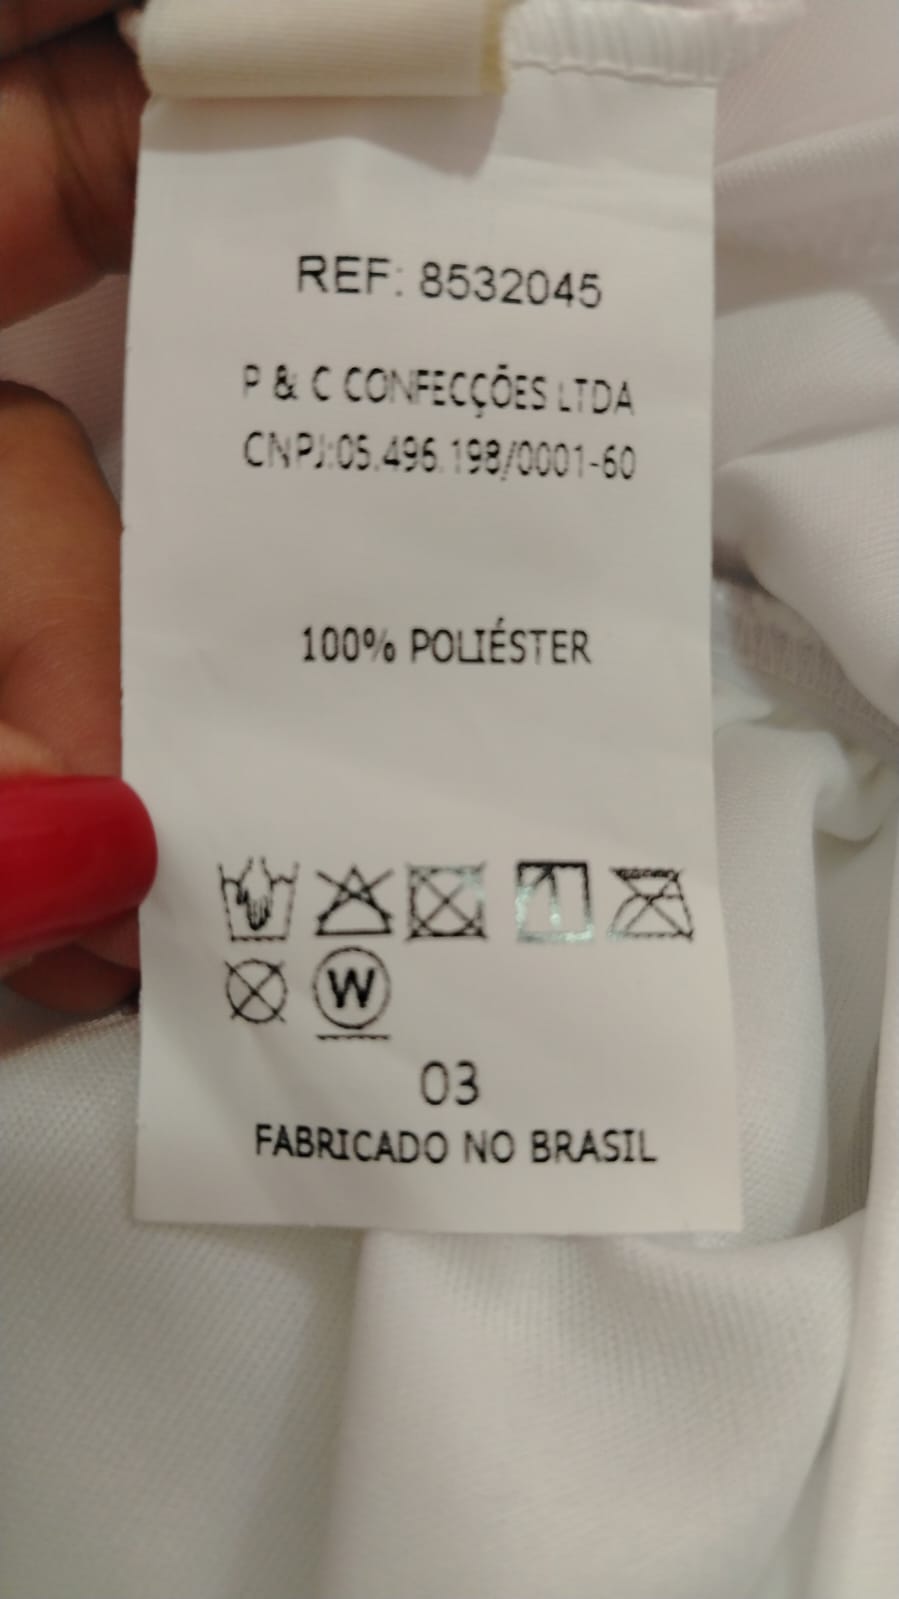 REF: 8532045
P & C CONFECÇÕES LTDA
CNPJ:05.496.198/0001-60
100% POLIÉSTER
W
03
FABRICADO NO BRASIL